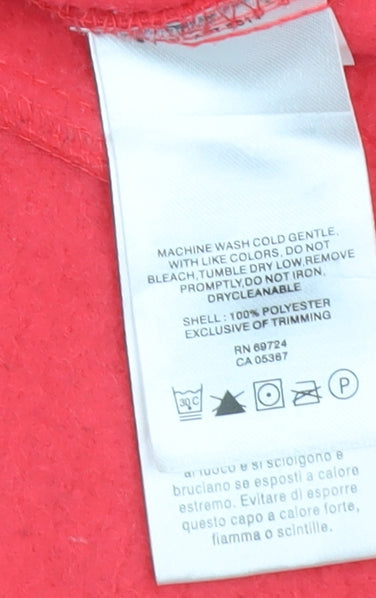 MACHINE WASH COLD GENTLE,
WITH LIKE COLORS, DO NOT
BLEACH,TUMBLE DRY LOW,REMOVE
PROMPTLY,DO NOT IRON,
DRYCLEANABLE
SHELL : 100% POLYESTER
EXCLUSIVE OF TRIMMING
RN 69724
CA 05367
30 C
P
al fuoco e si sciolgono e
bruciano se esposti a calore
estremo. Evitare di esporre
questo capo a calore forte,
fiamma o scintille.